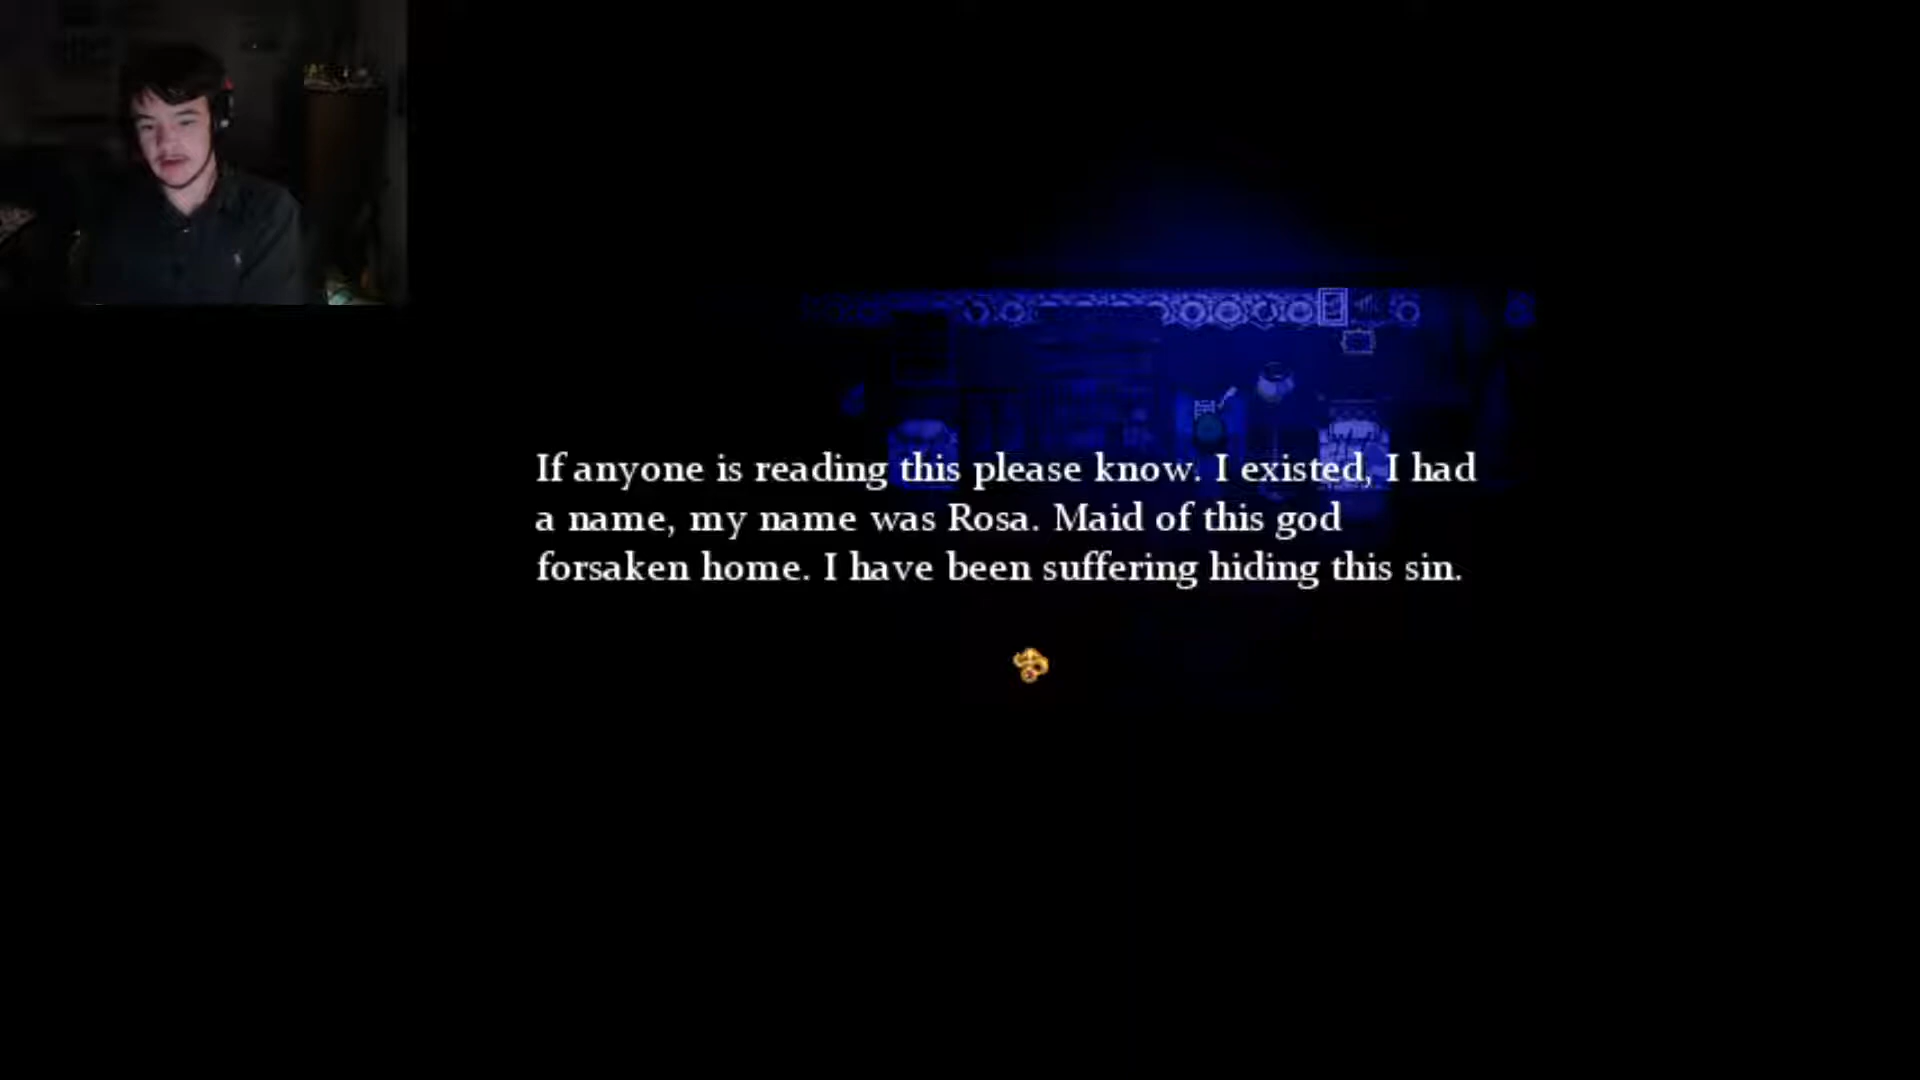 If anyone is reading this please know. I existed, I had
a name, my name was Rosa. Maid of this god
forsaken home. I have been suffering hiding this sin.